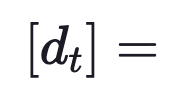 [d_t] =